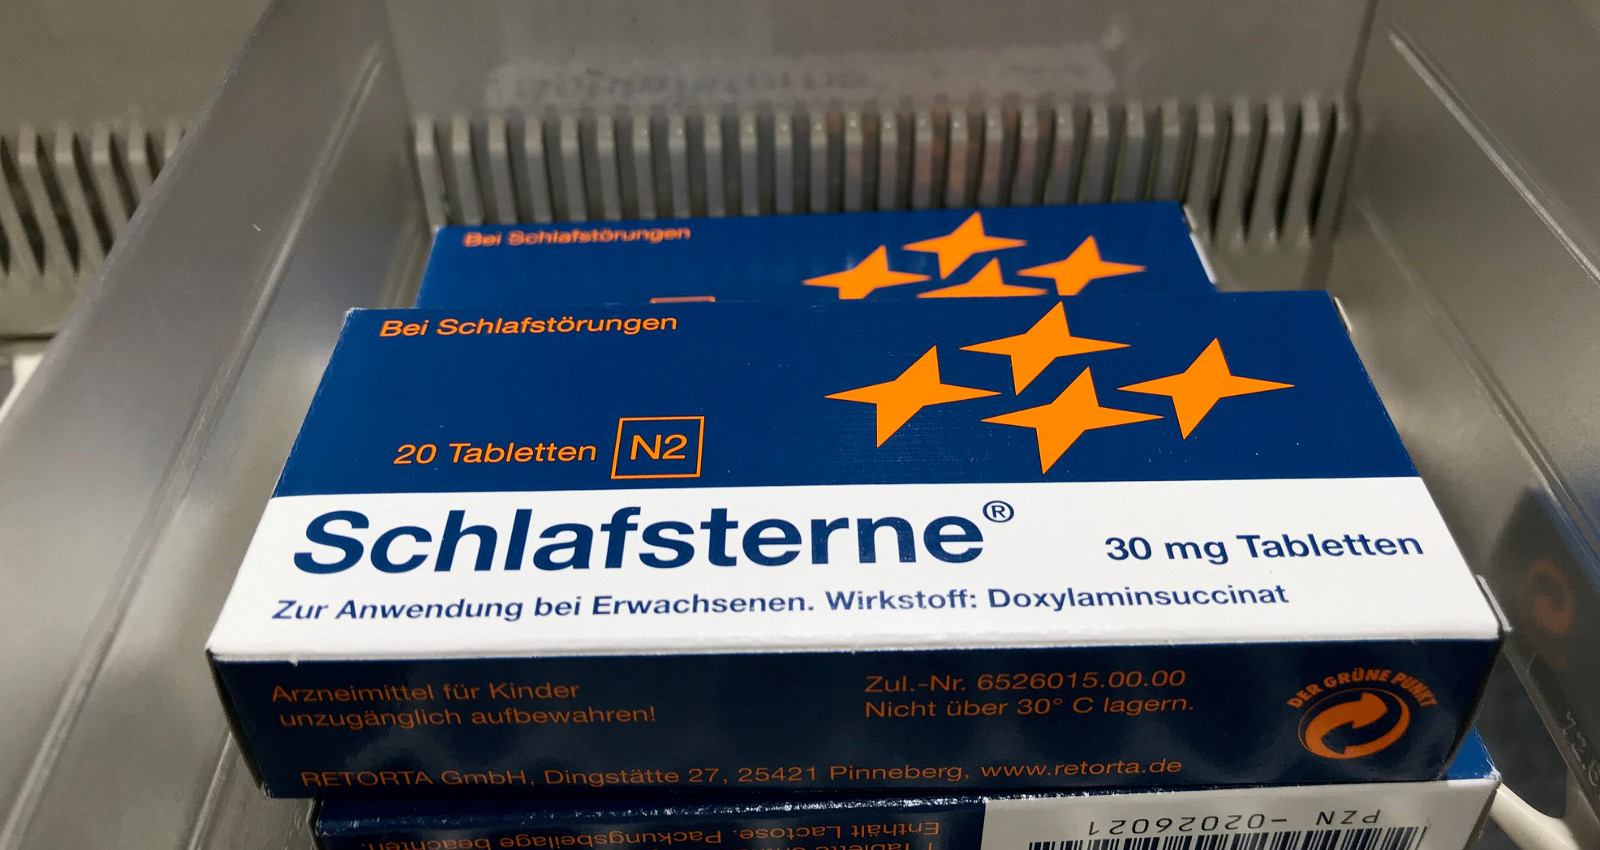 Bei Schlafstörungen
Bei Schlafstörungen
20 Tabletten N2
Schlafsterne®
30 mg Tabletten
Zur Anwendung bei Erwachsenen. Wirkstoff: Doxylaminsuccinat
Arzneimittel für Kinder
unzugänglich aufbewahren!
Zul.-Nr. 6526015.00.00
Nicht über 30° C lagern.
DER GRÜNE PUNKT
RETORTA GmbH, Dingstätte 27, 25421 Pinneberg, www.retorta.de
PZN - 02026021
Enthält Lactose. Packungsbeilage beachten.
1 Tablette